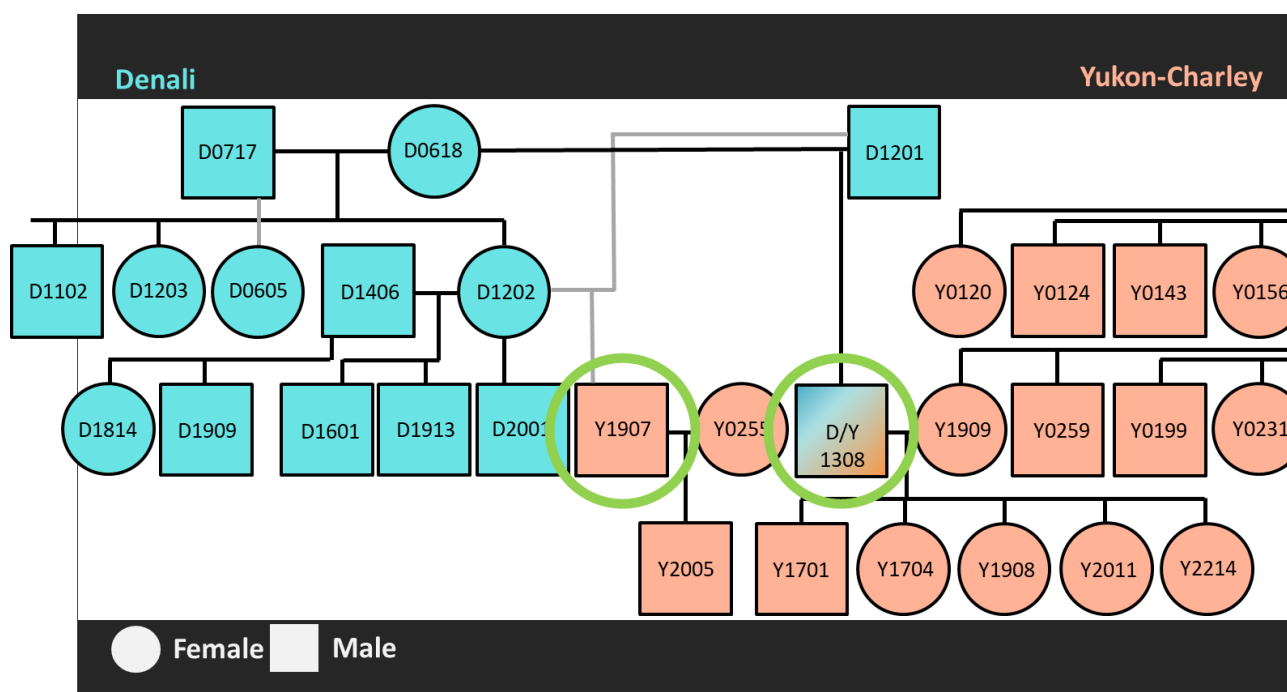 Denali
Yukon-Charley
D0717
D0618
D1201
D1102
D1203
D0605
D1406
D1202
Y0120
Y0124
Y0143
Y0156
D1814
D1909
D1601
D1913
D2001
Y1907
Y0255
D/Y
1308
Y1909
Y0259
Y0199
Y0231
Y2005
Y1701
Y1704
Y1908
Y2011
Y2214
Female
Male